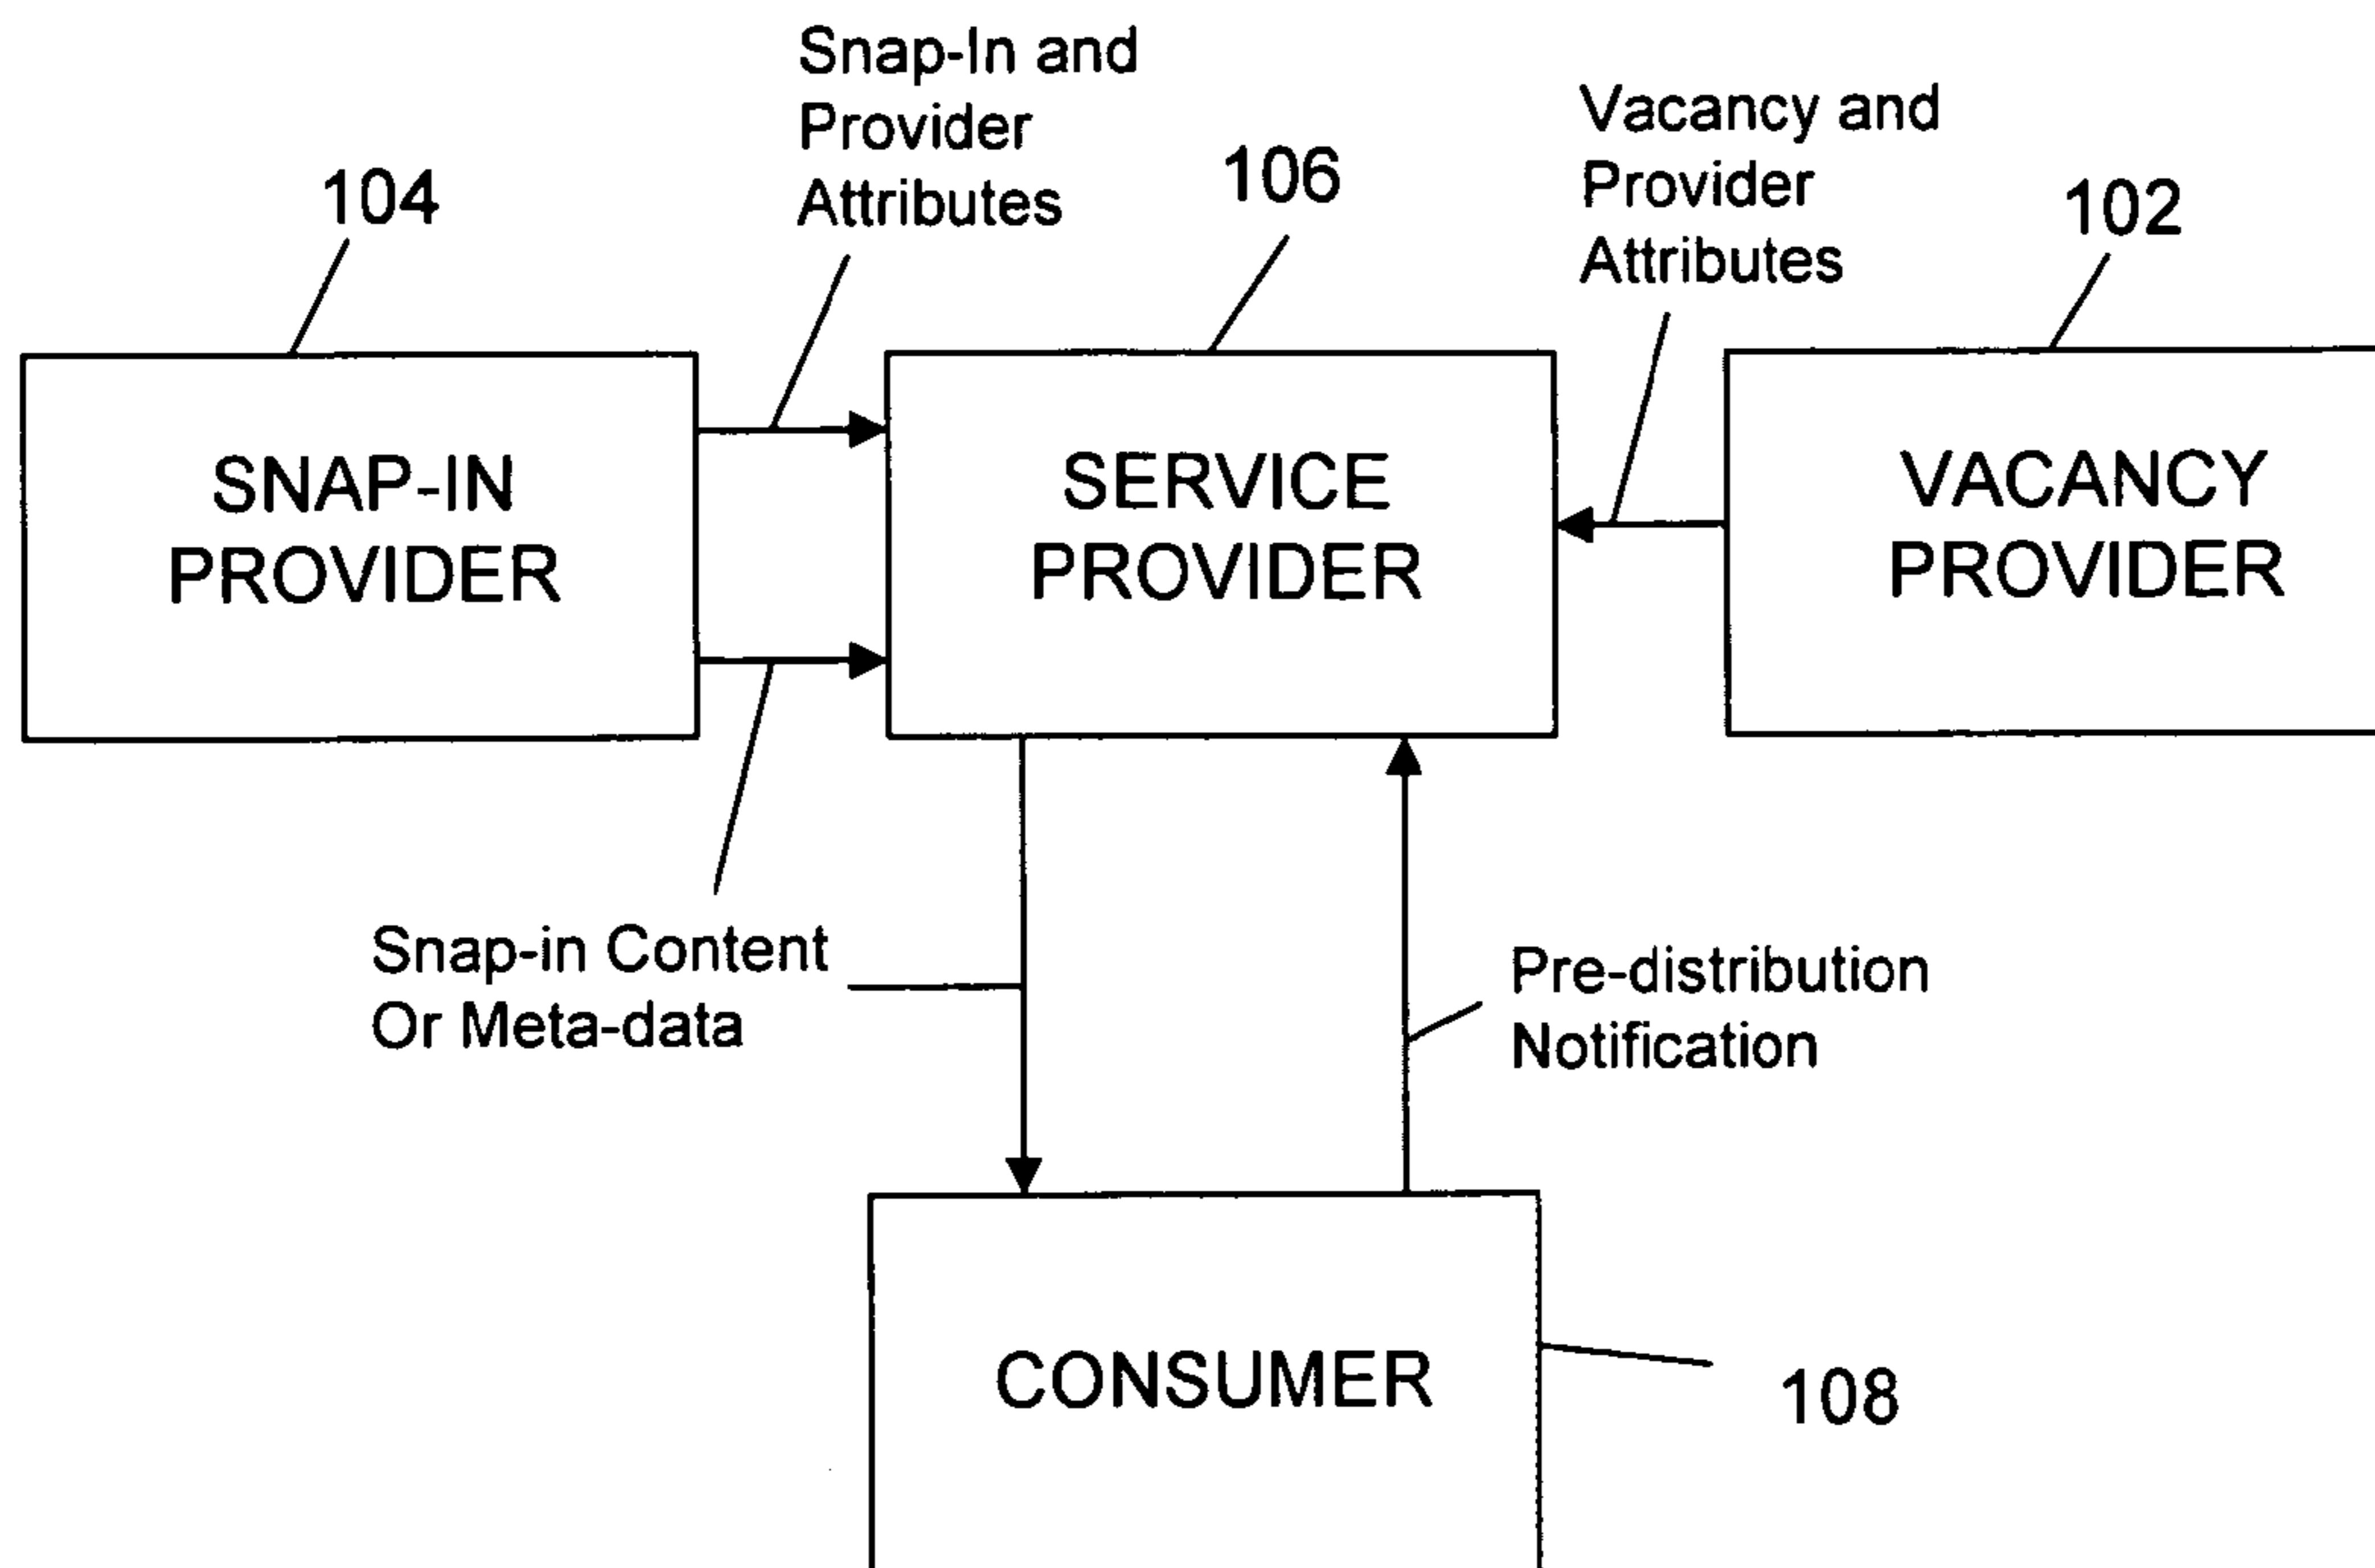 Snap-In and
Provider
Attributes
Vacancy and
Provider
Attributes
104
106
102
SNAP-IN
PROVIDER
SERVICE
PROVIDER
VACANCY
PROVIDER
Snap-in Content
Or Meta-data
Pre-distribution
Notification
CONSUMER
108